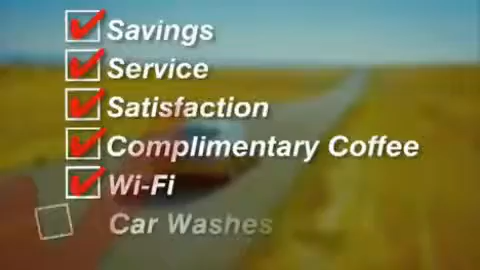 Savings
Service
Satisfaction
Complimentary Coffee
Wi-Fi
Car Washes